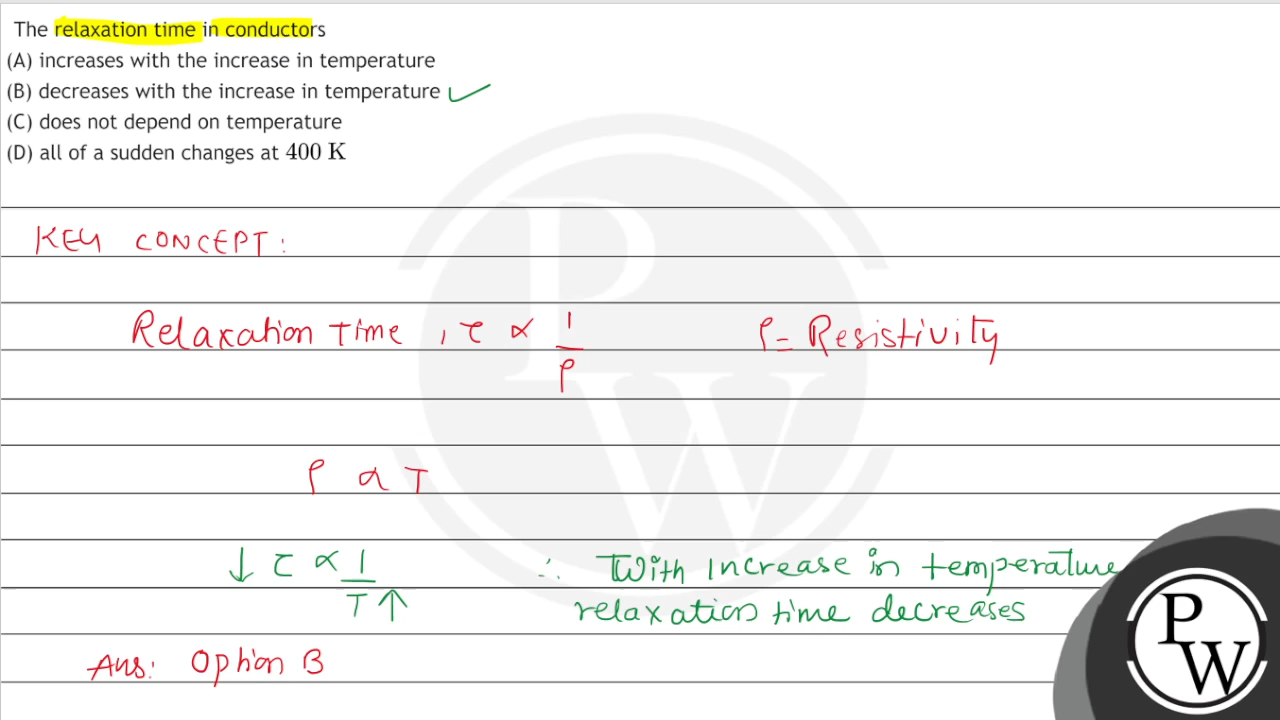 The relaxation time in conductors
(A) increases with the increase in temperature
(B) decreases with the increase in temperature ✓
(C) does not depend on temperature
(D) all of a sudden changes at 400 K
KEY CONCEPT:
Relaxation Time, τ ∝ 1/ρ ρ = Resistivity
ρ α T
↓ τ ∝ 1/T ↑ ∴ With increase in temperature
relaxation time decreases
Ans: Option B
PW
PW